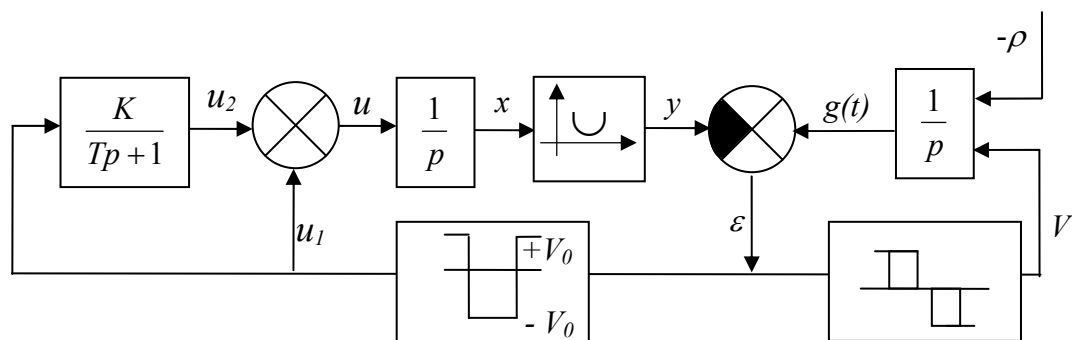 -ρ
K
Tp + 1
u₂
u
1
p
x
y
g(t)
1
p
u₁
+V₀
- V₀
ε
V